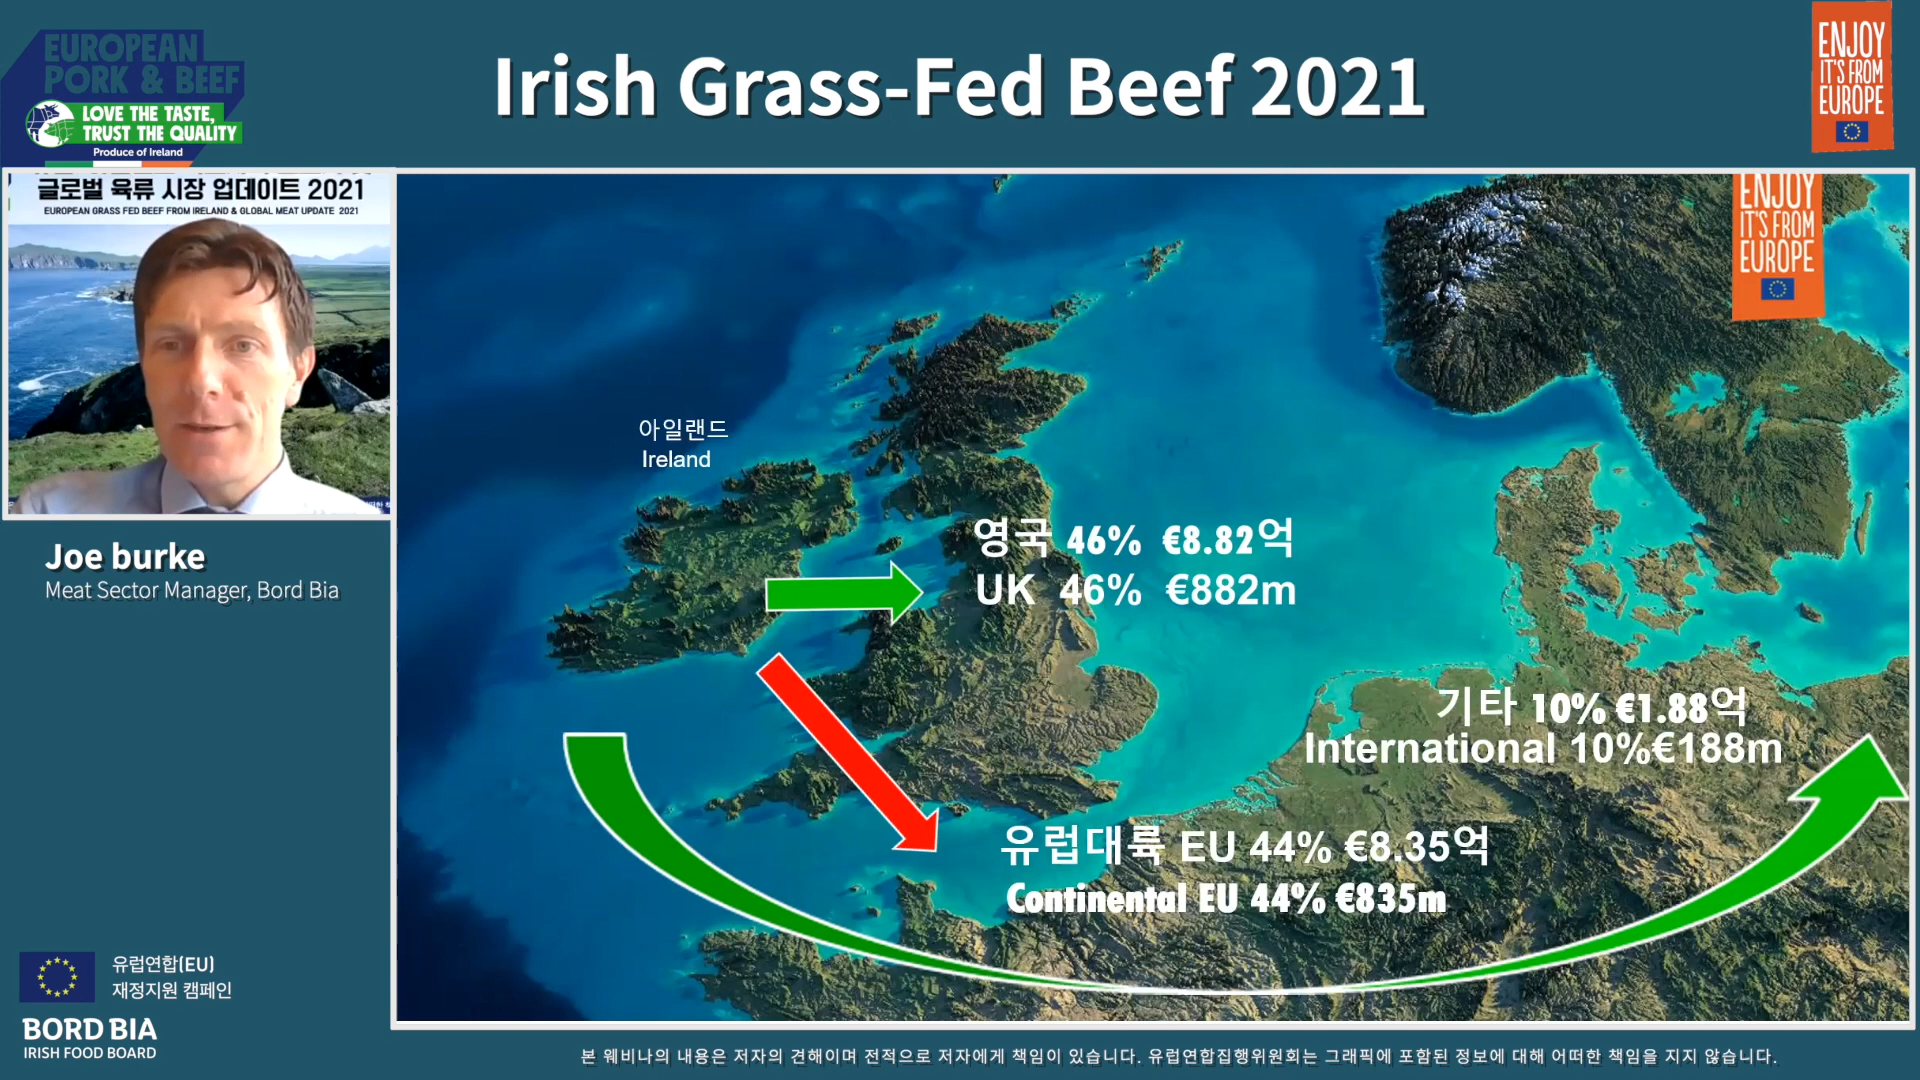 EUROPEAN
PORK & BEEF
LOVE THE TASTE,
TRUST THE QUALITY
Produce of Ireland
Irish Grass-Fed Beef 2021
ENJOY
IT'S FROM
EUROPE
글로벌 육류 시장 업데이트 2021
EUROPEAN GRASS FED BEEF FROM IRELAND & GLOBAL MEAT UPDATE 2021
Joe burke
Meat Sector Manager, Bord Bia
ENJOY
IT'S FROM
EUROPE
아일랜드
Ireland
영국 46% €8.82억
UK 46% €882m
기타 10% €1.88억
International 10%€188m
유럽대륙 EU 44% €8.35억
Continental EU 44% €835m
유럽연합(EU)
재정지원 캠페인
BORD BIA
IRISH FOOD BOARD
본 웨비나의 내용은 저자의 견해이며 전적으로 저자에게 책임이 있습니다. 유럽연합집행위원회는 그래픽에 포함된 정보에 대해 어떠한 책임을 지지 않습니다.